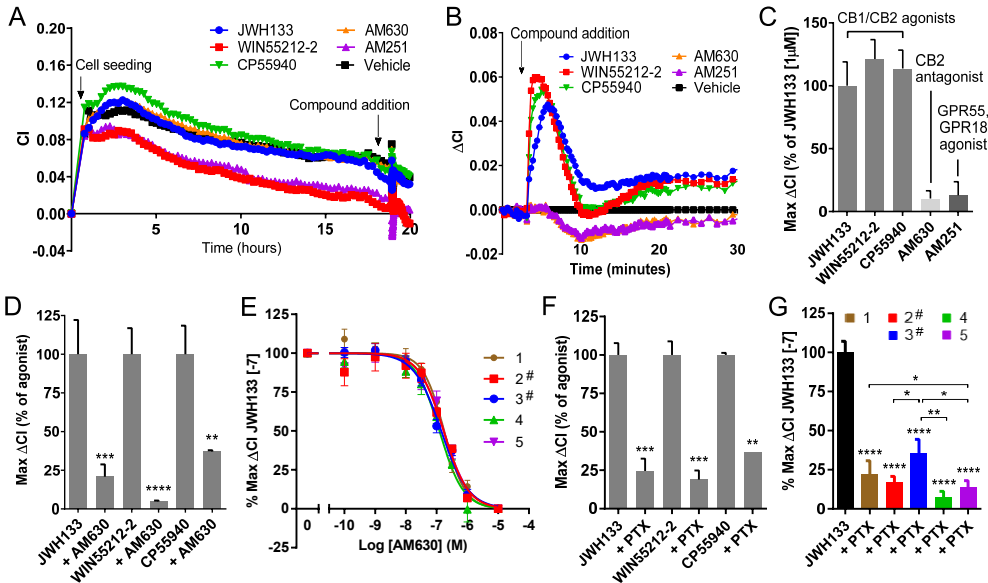 A
CI
0.20
0.16
0.12
0.08
0.04
0.00
-0.04
JWH133
WIN55212-2
CP55940
AM630
AM251
Vehicle
Cell seeding
Compound addition
5
10
15
20
Time (hours)
B
ΔCI
0.08
0.06
0.04
0.02
0.00
-0.02
Compound addition
JWH133
WIN55212-2
CP55940
AM630
AM251
Vehicle
0
10
20
30
Time (minutes)
C
Max ΔCI (% of JWH133 [1µM])
150
125
100
75
50
25
0
CB1/CB2 agonists
CB2
antagonist
GPR55,
GPR18
agonist
JWH133
WIN55212-2
CP55940
AM630
AM251
D
Max ΔCI (% of agonist)
125
100
75
50
25
0
***
****
**
JWH133
+ AM630
WIN55212-2
+ AM630
CP55940
+ AM630
E
% Max ΔCI JWH133 [-7]
125
100
75
50
25
0
-25
1
2#
3#
4
5
0
-10
-9
-8
-7
-6
-5
-4
Log [AM630] (M)
F
Max ΔCI (% of agonist)
125
100
75
50
25
0
***
***
**
JWH133
+ PTX
WIN55212-2
+ PTX
CP55940
+ PTX
G
% Max ΔCI JWH133 [-7]
125
100
75
50
25
0
1
2#
4
3#
5
*
*
*
**
****
****
****
****
****
JWH133
+ PTX
+ PTX
+ PTX
+ PTX
+ PTX